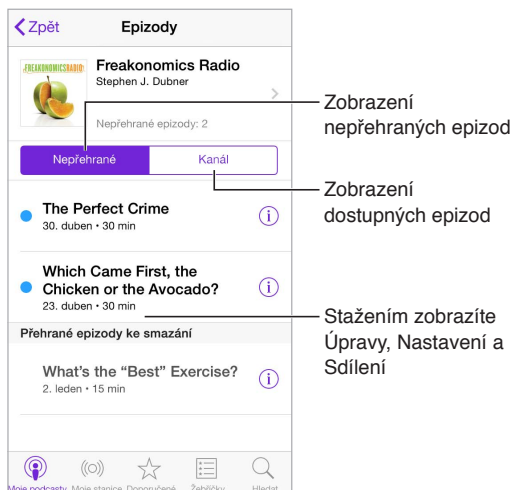 Zpět
Epizody
FREAKONOMICSRADIO
Freakonomics Radio
Stephen J. Dubner
Nepřehrané epizody: 2
Nepřehrané
Kanál
The Perfect Crime
30. duben • 30 min
Which Came First, the
Chicken or the Avocado?
23. duben • 30 min
Přehrané epizody ke smazání
What's the “Best” Exercise?
2. leden • 15 min
Moje podcasty
Moje stanice
Doporučené
Žebříčky
Hledat
Zobrazení
nepřehraných epizod
Zobrazení
dostupných epizod
Stažením zobrazíte
Úpravy, Nastavení a
Sdílení